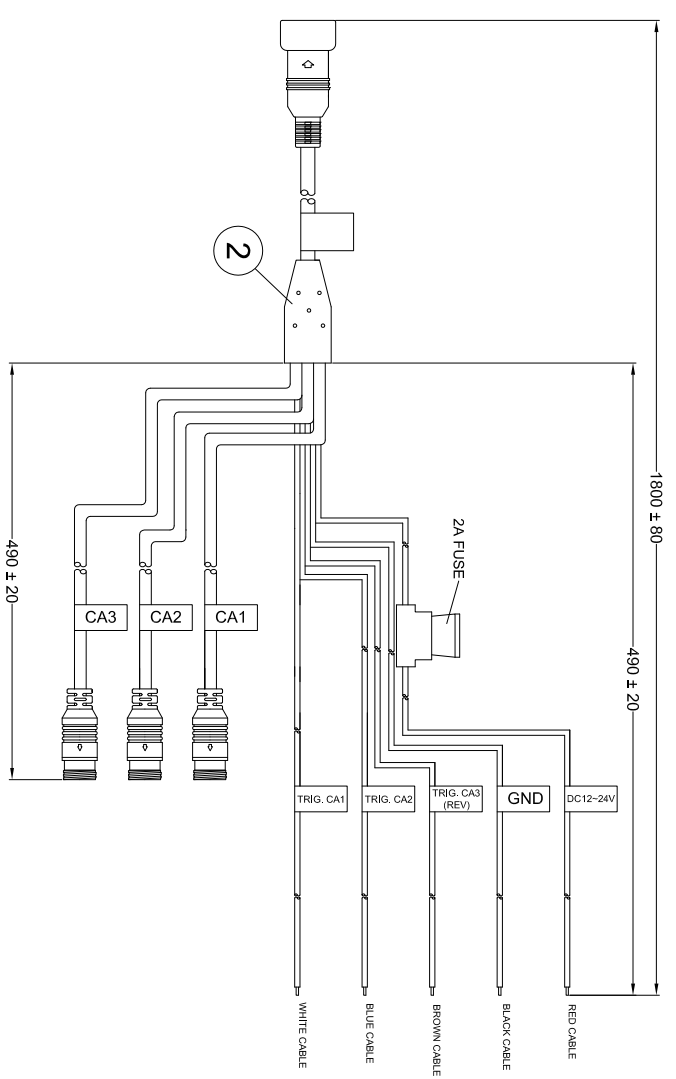 2
1800 ± 80
490 ± 20
490 ± 20
2A FUSE
CA3
CA2
CA1
TRIG. CA1
TRIG. CA2
TRIG. CA3
(REV)
GND
DC12~24V
WHITE CABLE
BLUE CABLE
BROWN CABLE
BLACK CABLE
RED CABLE